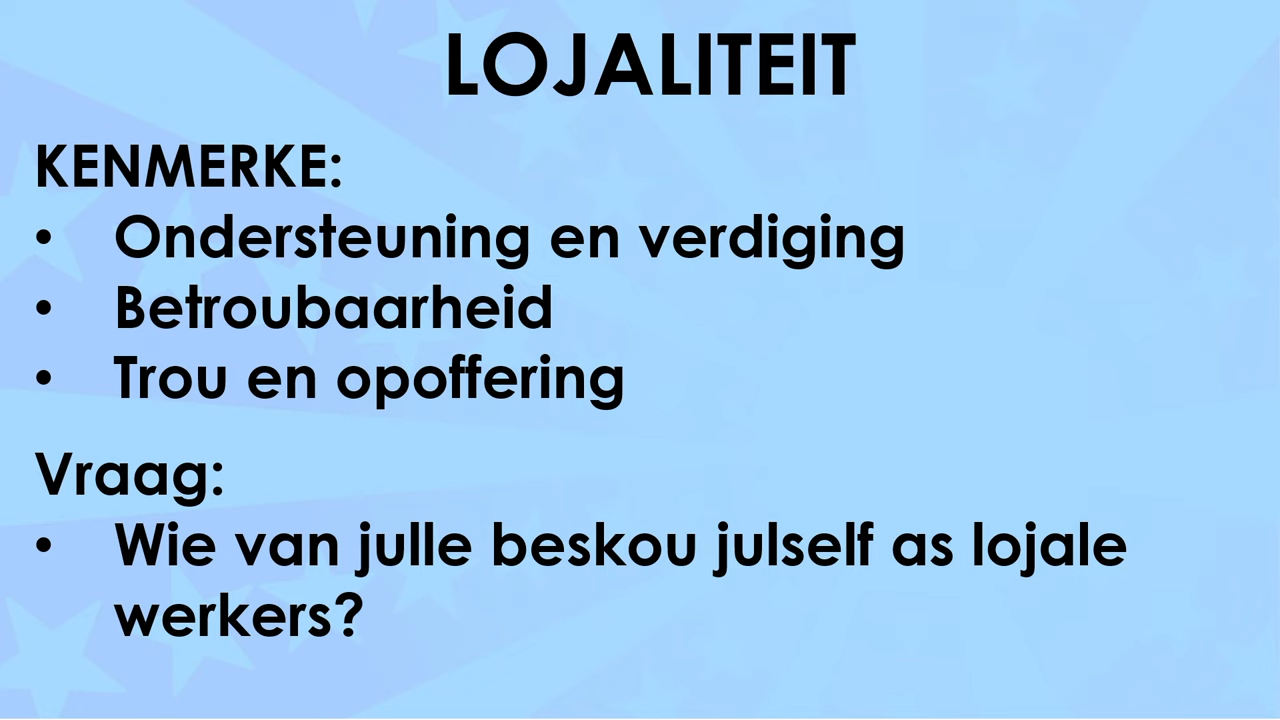 LOJALITEIT
KENMERKE:
• Ondersteuning en verdiging
• Betroubaarheid
• Trou en opoffering
Vraag:
• Wie van julle beskou julself as lojale
werkers?